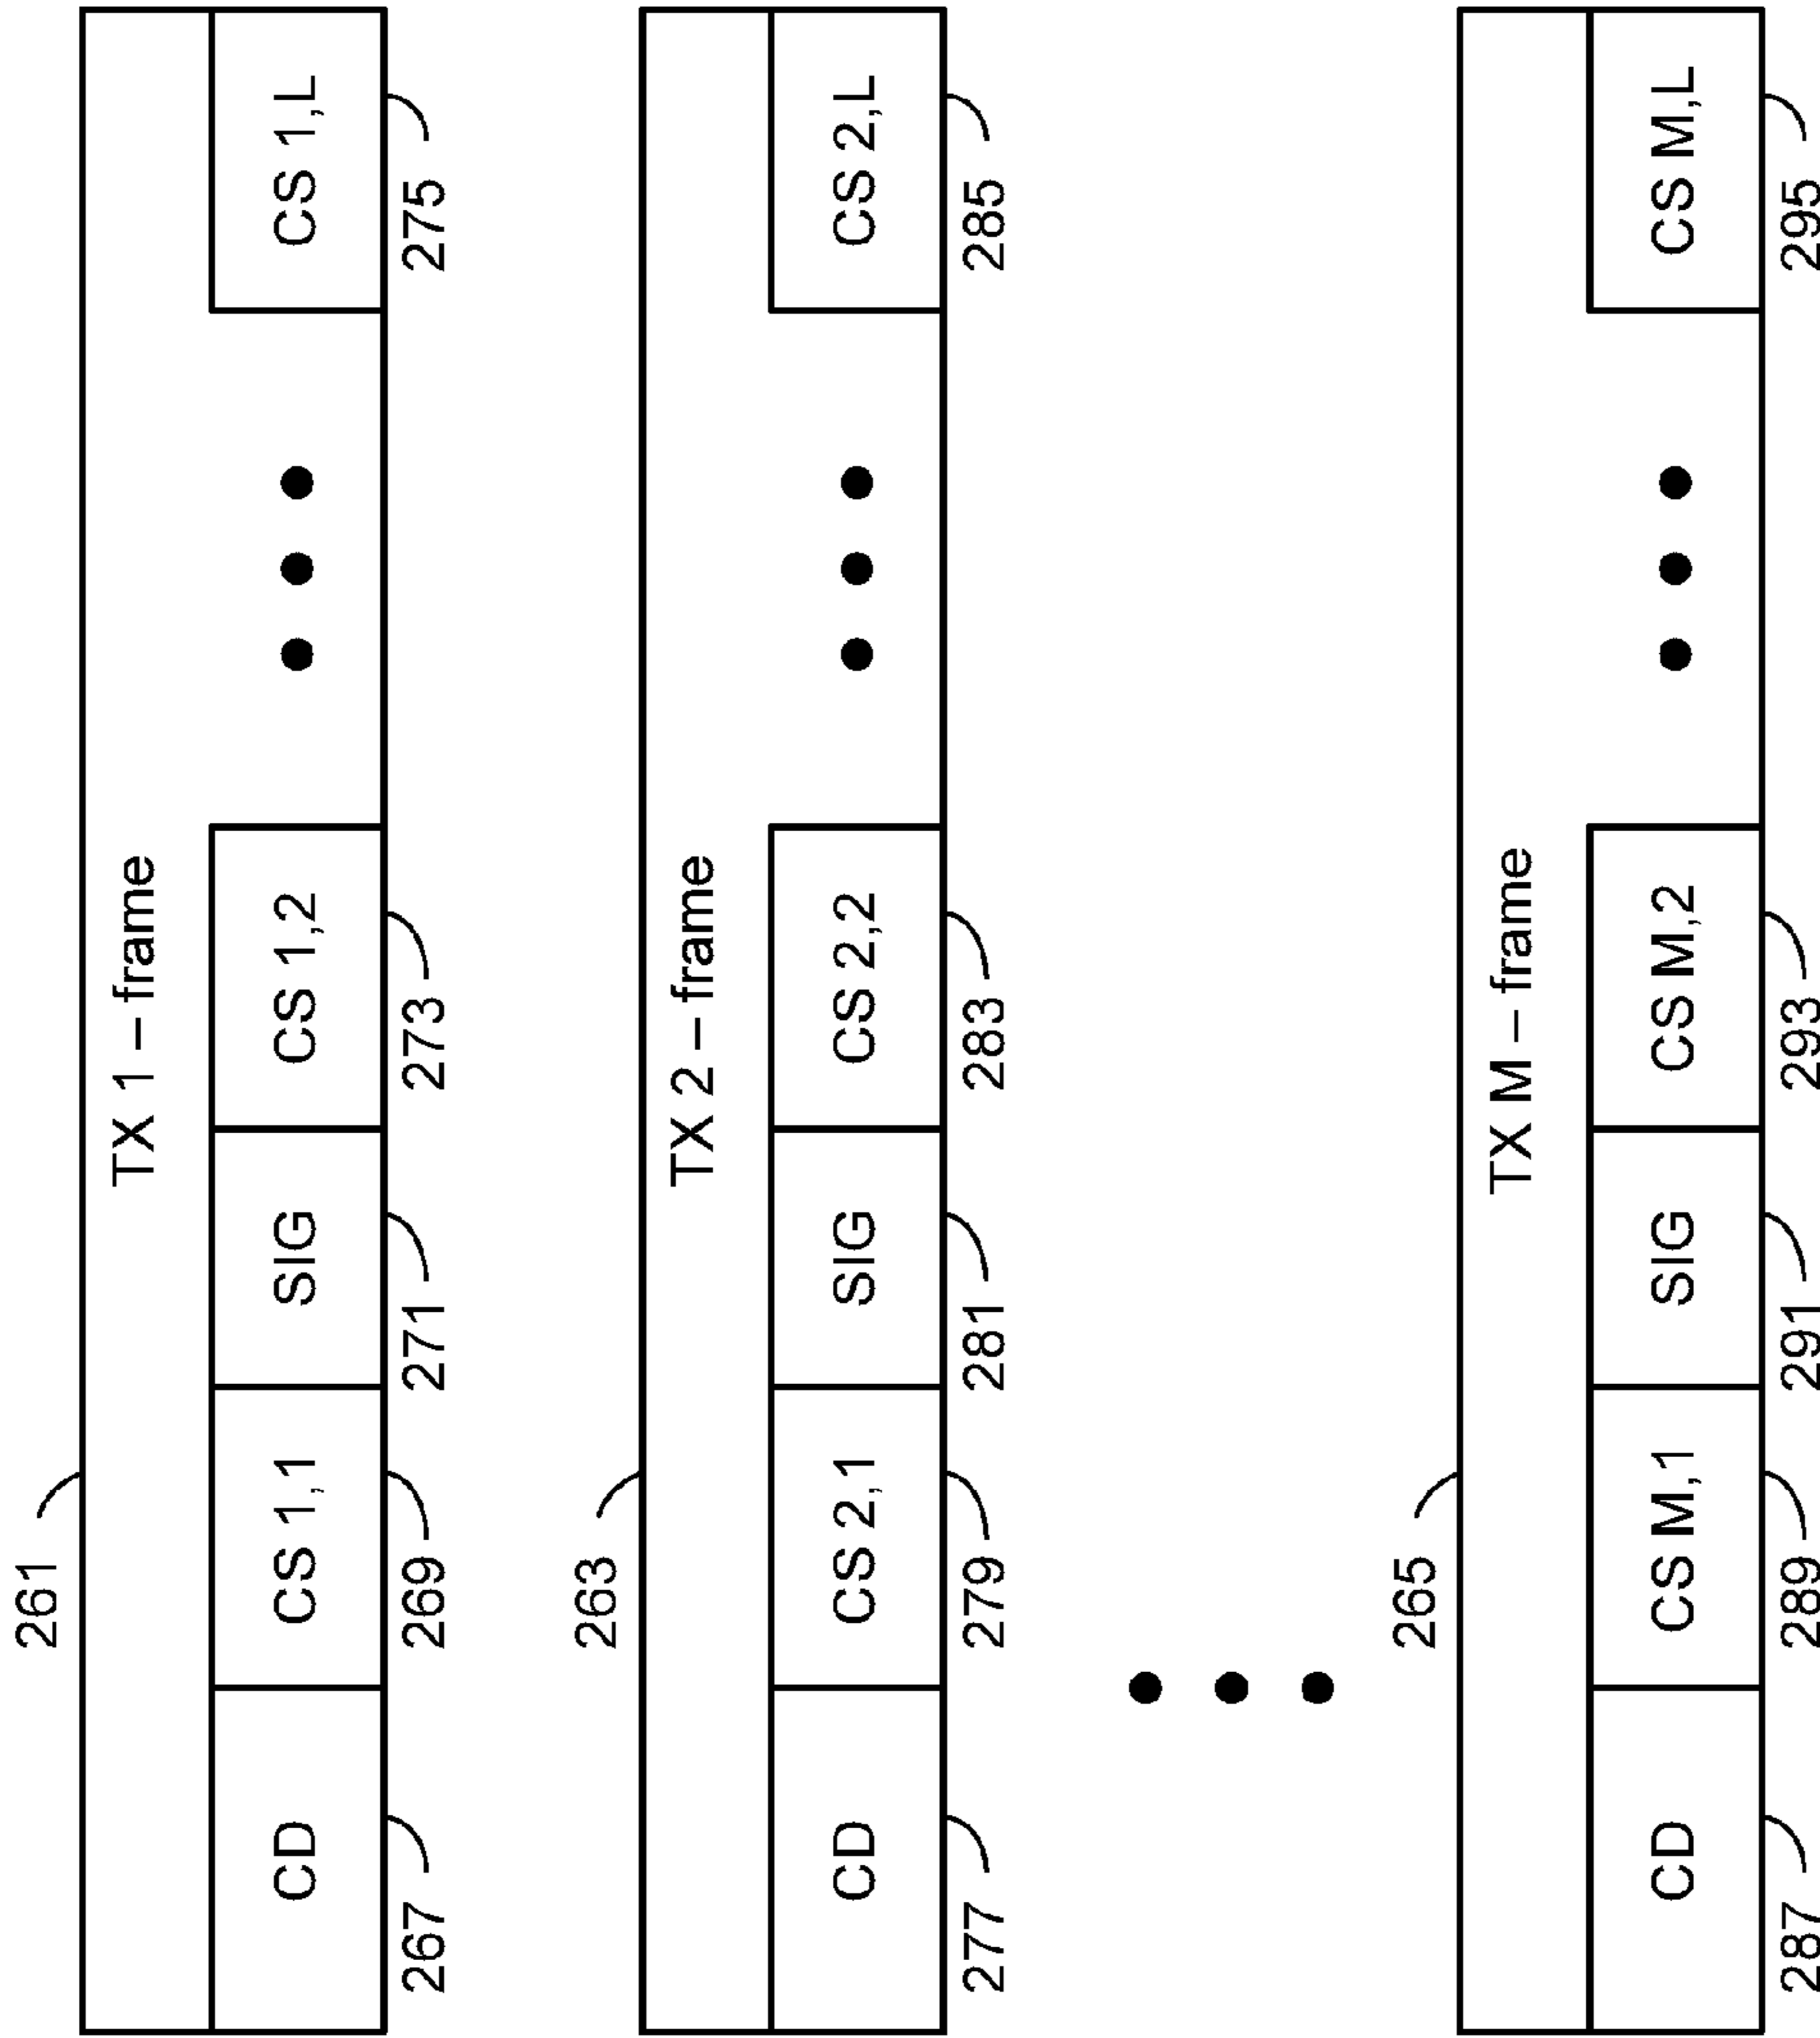 261
TX 1 – frame
CD
CS 1,1
SIG
CS 1,2
CS 1,L
267
269
271
273
275
263
TX 2 – frame
CD
CS 2,1
SIG
CS 2,2
CS 2,L
277
279
281
283
285
265
TX M – frame
CD
CS M,1
SIG
CS M,2
CS M,L
287
289
291
293
295